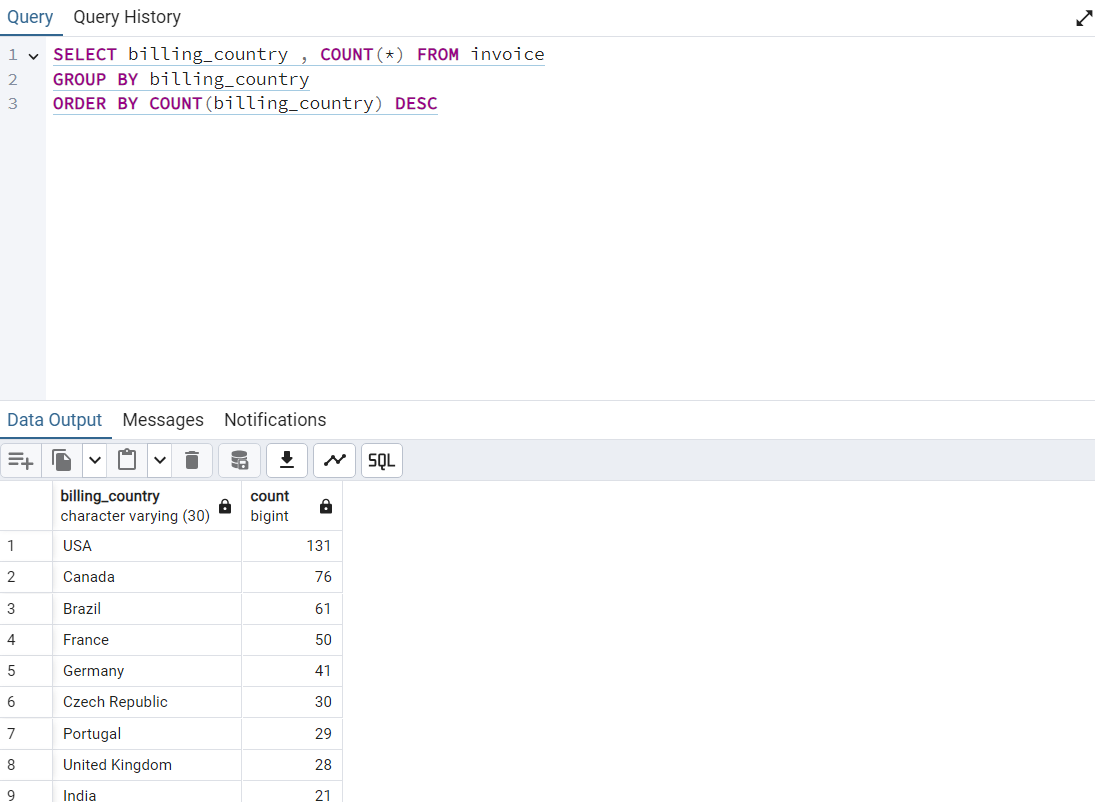 Query Query History
1 SELECT billing_country , COUNT(*) FROM invoice
2 GROUP BY billing_country
3 ORDER BY COUNT(billing_country) DESC
Data Output Messages Notifications
SQL
billing_country count
character varying (30) bigint
1 USA 131
2 Canada 76
3 Brazil 61
4 France 50
5 Germany 41
6 Czech Republic 30
7 Portugal 29
8 United Kingdom 28
9 India 21